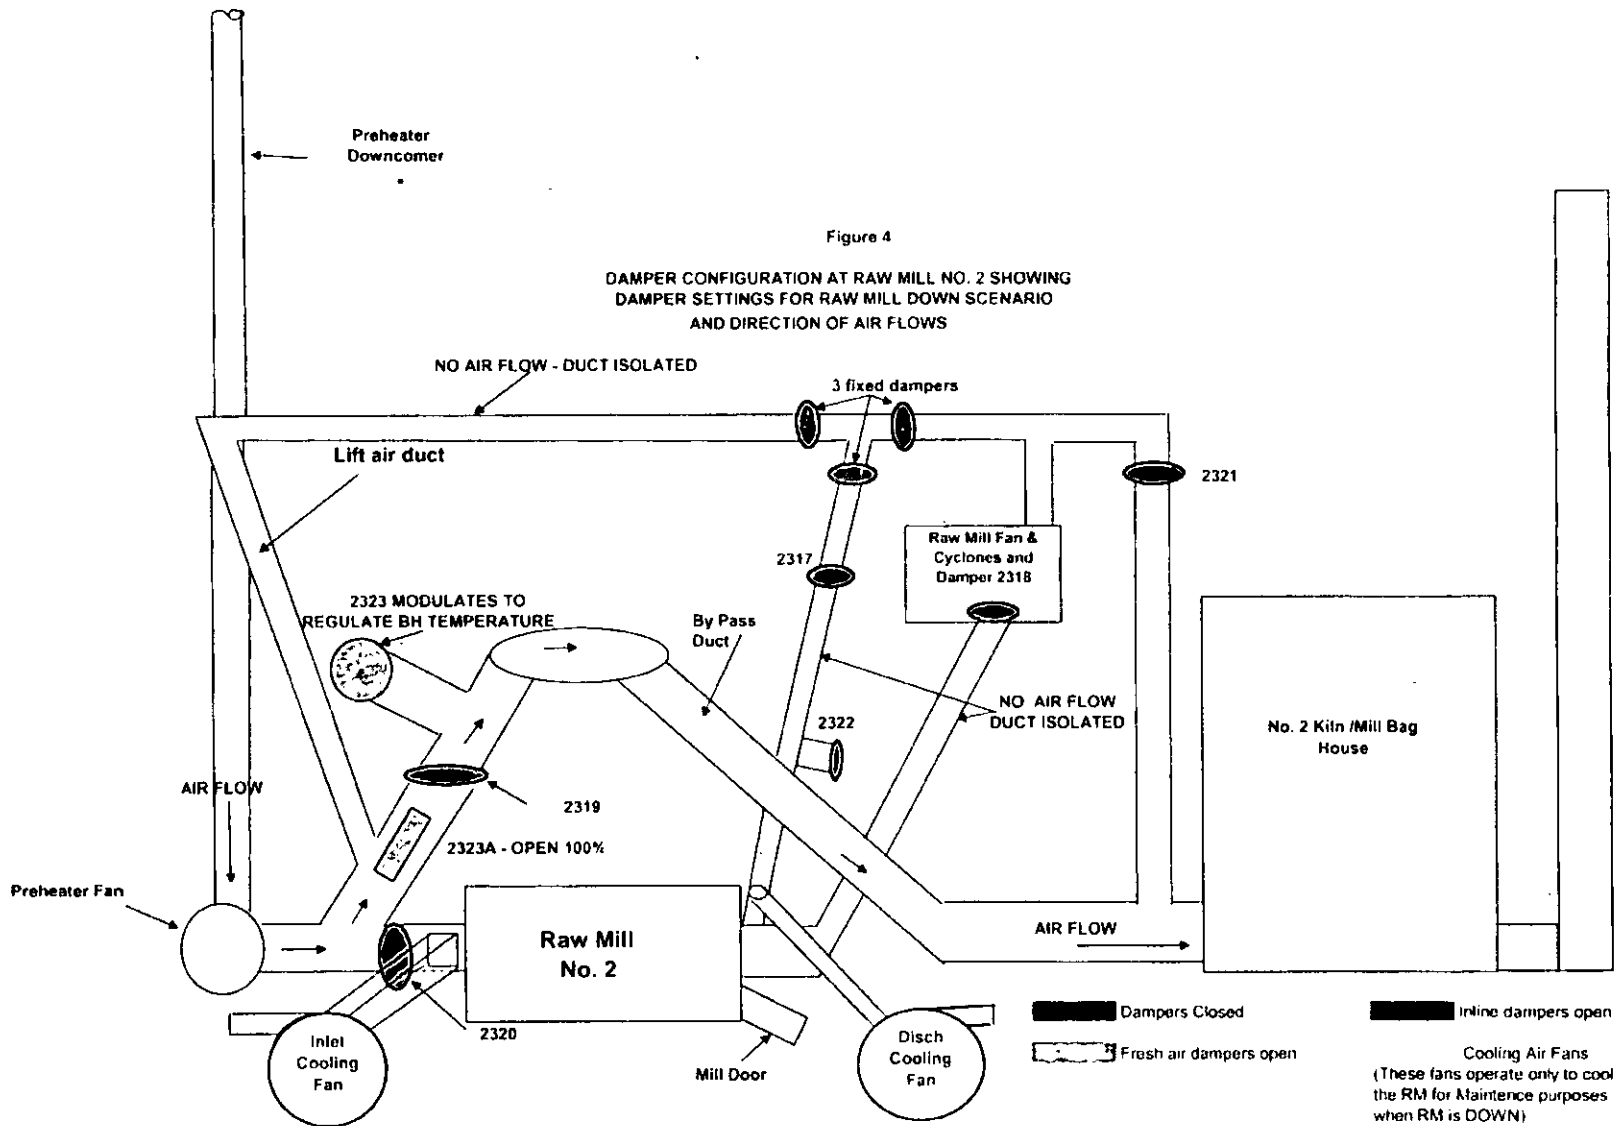 Preheater
Downcomer
Figure 4
DAMPER CONFIGURATION AT RAW MILL NO. 2 SHOWING
DAMPER SETTINGS FOR RAW MILL DOWN SCENARIO
AND DIRECTION OF AIR FLOWS
NO AIR FLOW - DUCT ISOLATED
3 fixed dampers
Lift air duct
2321
Raw Mill Fan &
Cyclones and
Damper 2318
2317
2323 MODULATES TO
REGULATE BH TEMPERATURE
By Pass
Duct
NO AIR FLOW
DUCT ISOLATED
2322
No. 2 Kiln /Mill Bag
House
AIR FLOW
2319
2323A - OPEN 100%
Preheater Fan
Raw Mill
No. 2
AIR FLOW
2320
Inlet
Cooling
Fan
Mill Door
Disch
Cooling
Fan
Dampers Closed
Inline dampers open
Fresh air dampers open
Cooling Air Fans
(These fans operate only to cool
the RM for Maintence purposes
when RM is DOWN)